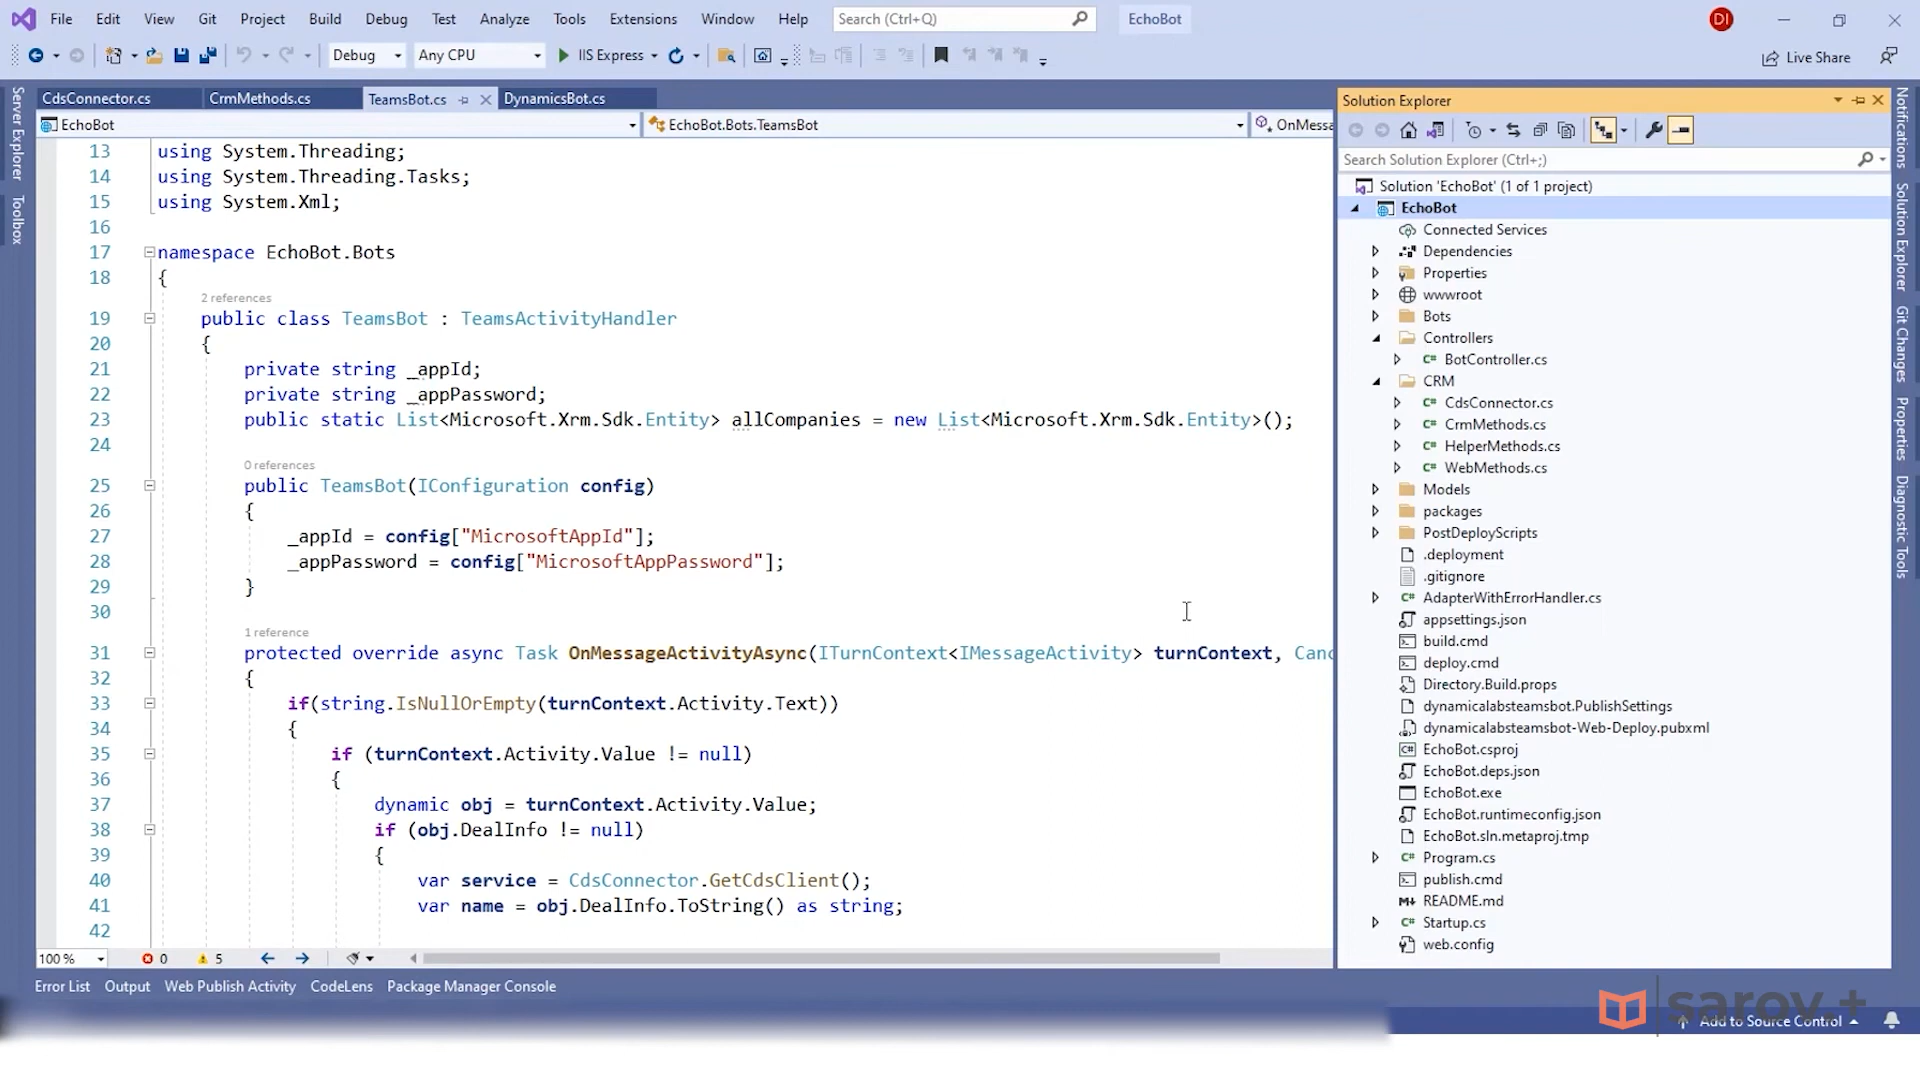 File Edit View Git Project Build Debug Test Analyze Tools Extensions Window Help Search (Ctrl+Q) EchoBot DI
Debug Any CPU IIS Express Live Share
CdsConnector.cs CrmMethods.cs TeamsBot.cs DynamicsBot.cs
EchoBot EchoBot.Bots.TeamsBot OnMessa
Server Explorer
Toolbox
13 using System.Threading;
14 using System.Threading.Tasks;
15 using System.Xml;
16
17 namespace EchoBot.Bots
18 {
2 references
19 public class TeamsBot : TeamsActivityHandler
20 {
21 private string _appId;
22 private string _appPassword;
23 public static List<Microsoft.Xrm.Sdk.Entity> allCompanies = new List<Microsoft.Xrm.Sdk.Entity>();
24
0 references
25 public TeamsBot(IConfiguration config)
26 {
27 _appId = config["MicrosoftAppId"];
28 _appPassword = config["MicrosoftAppPassword"];
29 }
30
1 reference
31 protected override async Task OnMessageActivityAsync(ITurnContext<IMessageActivity> turnContext, Canc
32 {
33 if(string.IsNullOrEmpty(turnContext.Activity.Text))
34 {
35 if (turnContext.Activity.Value != null)
36 {
37 dynamic obj = turnContext.Activity.Value;
38 if (obj.DealInfo != null)
39 {
40 var service = CdsConnector.GetCdsClient();
41 var name = obj.DealInfo.ToString() as string;
42
100 % 0 5
Error List Output Web Publish Activity CodeLens Package Manager Console
Solution Explorer
Search Solution Explorer (Ctrl+;)
Solution 'EchoBot' (1 of 1 project)
EchoBot
Connected Services
Dependencies
Properties
wwwroot
Bots
Controllers
C# BotController.cs
CRM
C# CdsConnector.cs
C# CrmMethods.cs
C# HelperMethods.cs
C# WebMethods.cs
Models
packages
PostDeployScripts
.deployment
.gitignore
C# AdapterWithErrorHandler.cs
appsettings.json
build.cmd
deploy.cmd
Directory.Build.props
dynamicalabsteamsbot.PublishSettings
dynamicalabsteamsbot-Web-Deploy.pubxml
EchoBot.csproj
EchoBot.deps.json
EchoBot.exe
EchoBot.runtimeconfig.json
EchoBot.sln.metaproj.tmp
C# Program.cs
publish.cmd
README.md
C# Startup.cs
web.config
Notifications
Solution Explorer
Git Changes
Properties
Diagnostic Tools
sarov.+
Add to Source Control